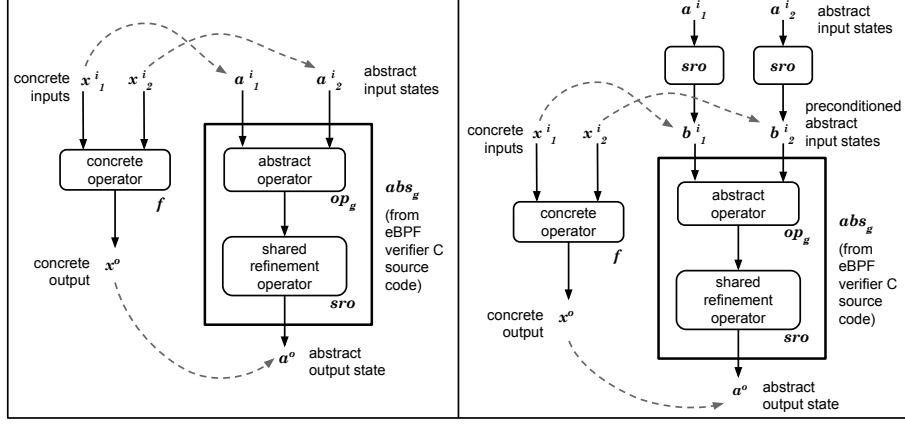 concrete
inputs
x i 1
x i 2
a i 1
a i 2
abstract
input states
concrete
operator
f
abstract
operator
op g
abs g
(from
eBPF
verifier C
source
code)
shared
refinement
operator
sro
concrete
output
x o
a o
abstract
output state
a i 1
a i 2
abstract
input states
sro
sro
preconditioned
abstract
input states
concrete
inputs
x i 1
x i 2
b i 1
b i 2
concrete
operator
f
abstract
operator
op g
abs g
(from
eBPF
verifier C
source
code)
shared
refinement
operator
sro
concrete
output
x o
a o
abstract
output state